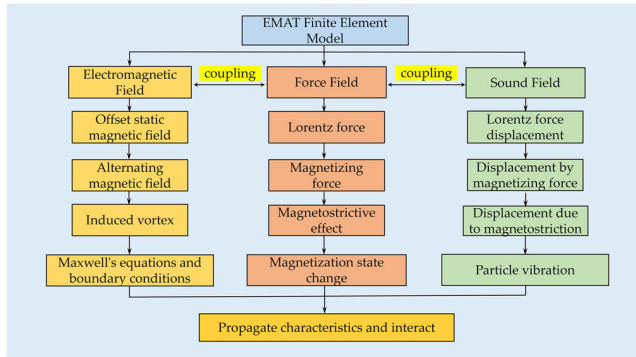 EMAT Finite Element
Model
Electromagnetic
Field
coupling
Force Field
coupling
Sound Field
Offset static
magnetic field
Lorentz force
Lorentz force
displacement
Alternating
magnetic field
Magnetizing
force
Displacement by
magnetizing force
Induced vortex
Magnetostrictive
effect
Displacement due
to magnetostriction
Maxwell's equations and
boundary conditions
Magnetization state
change
Particle vibration
Propagate characteristics and interact